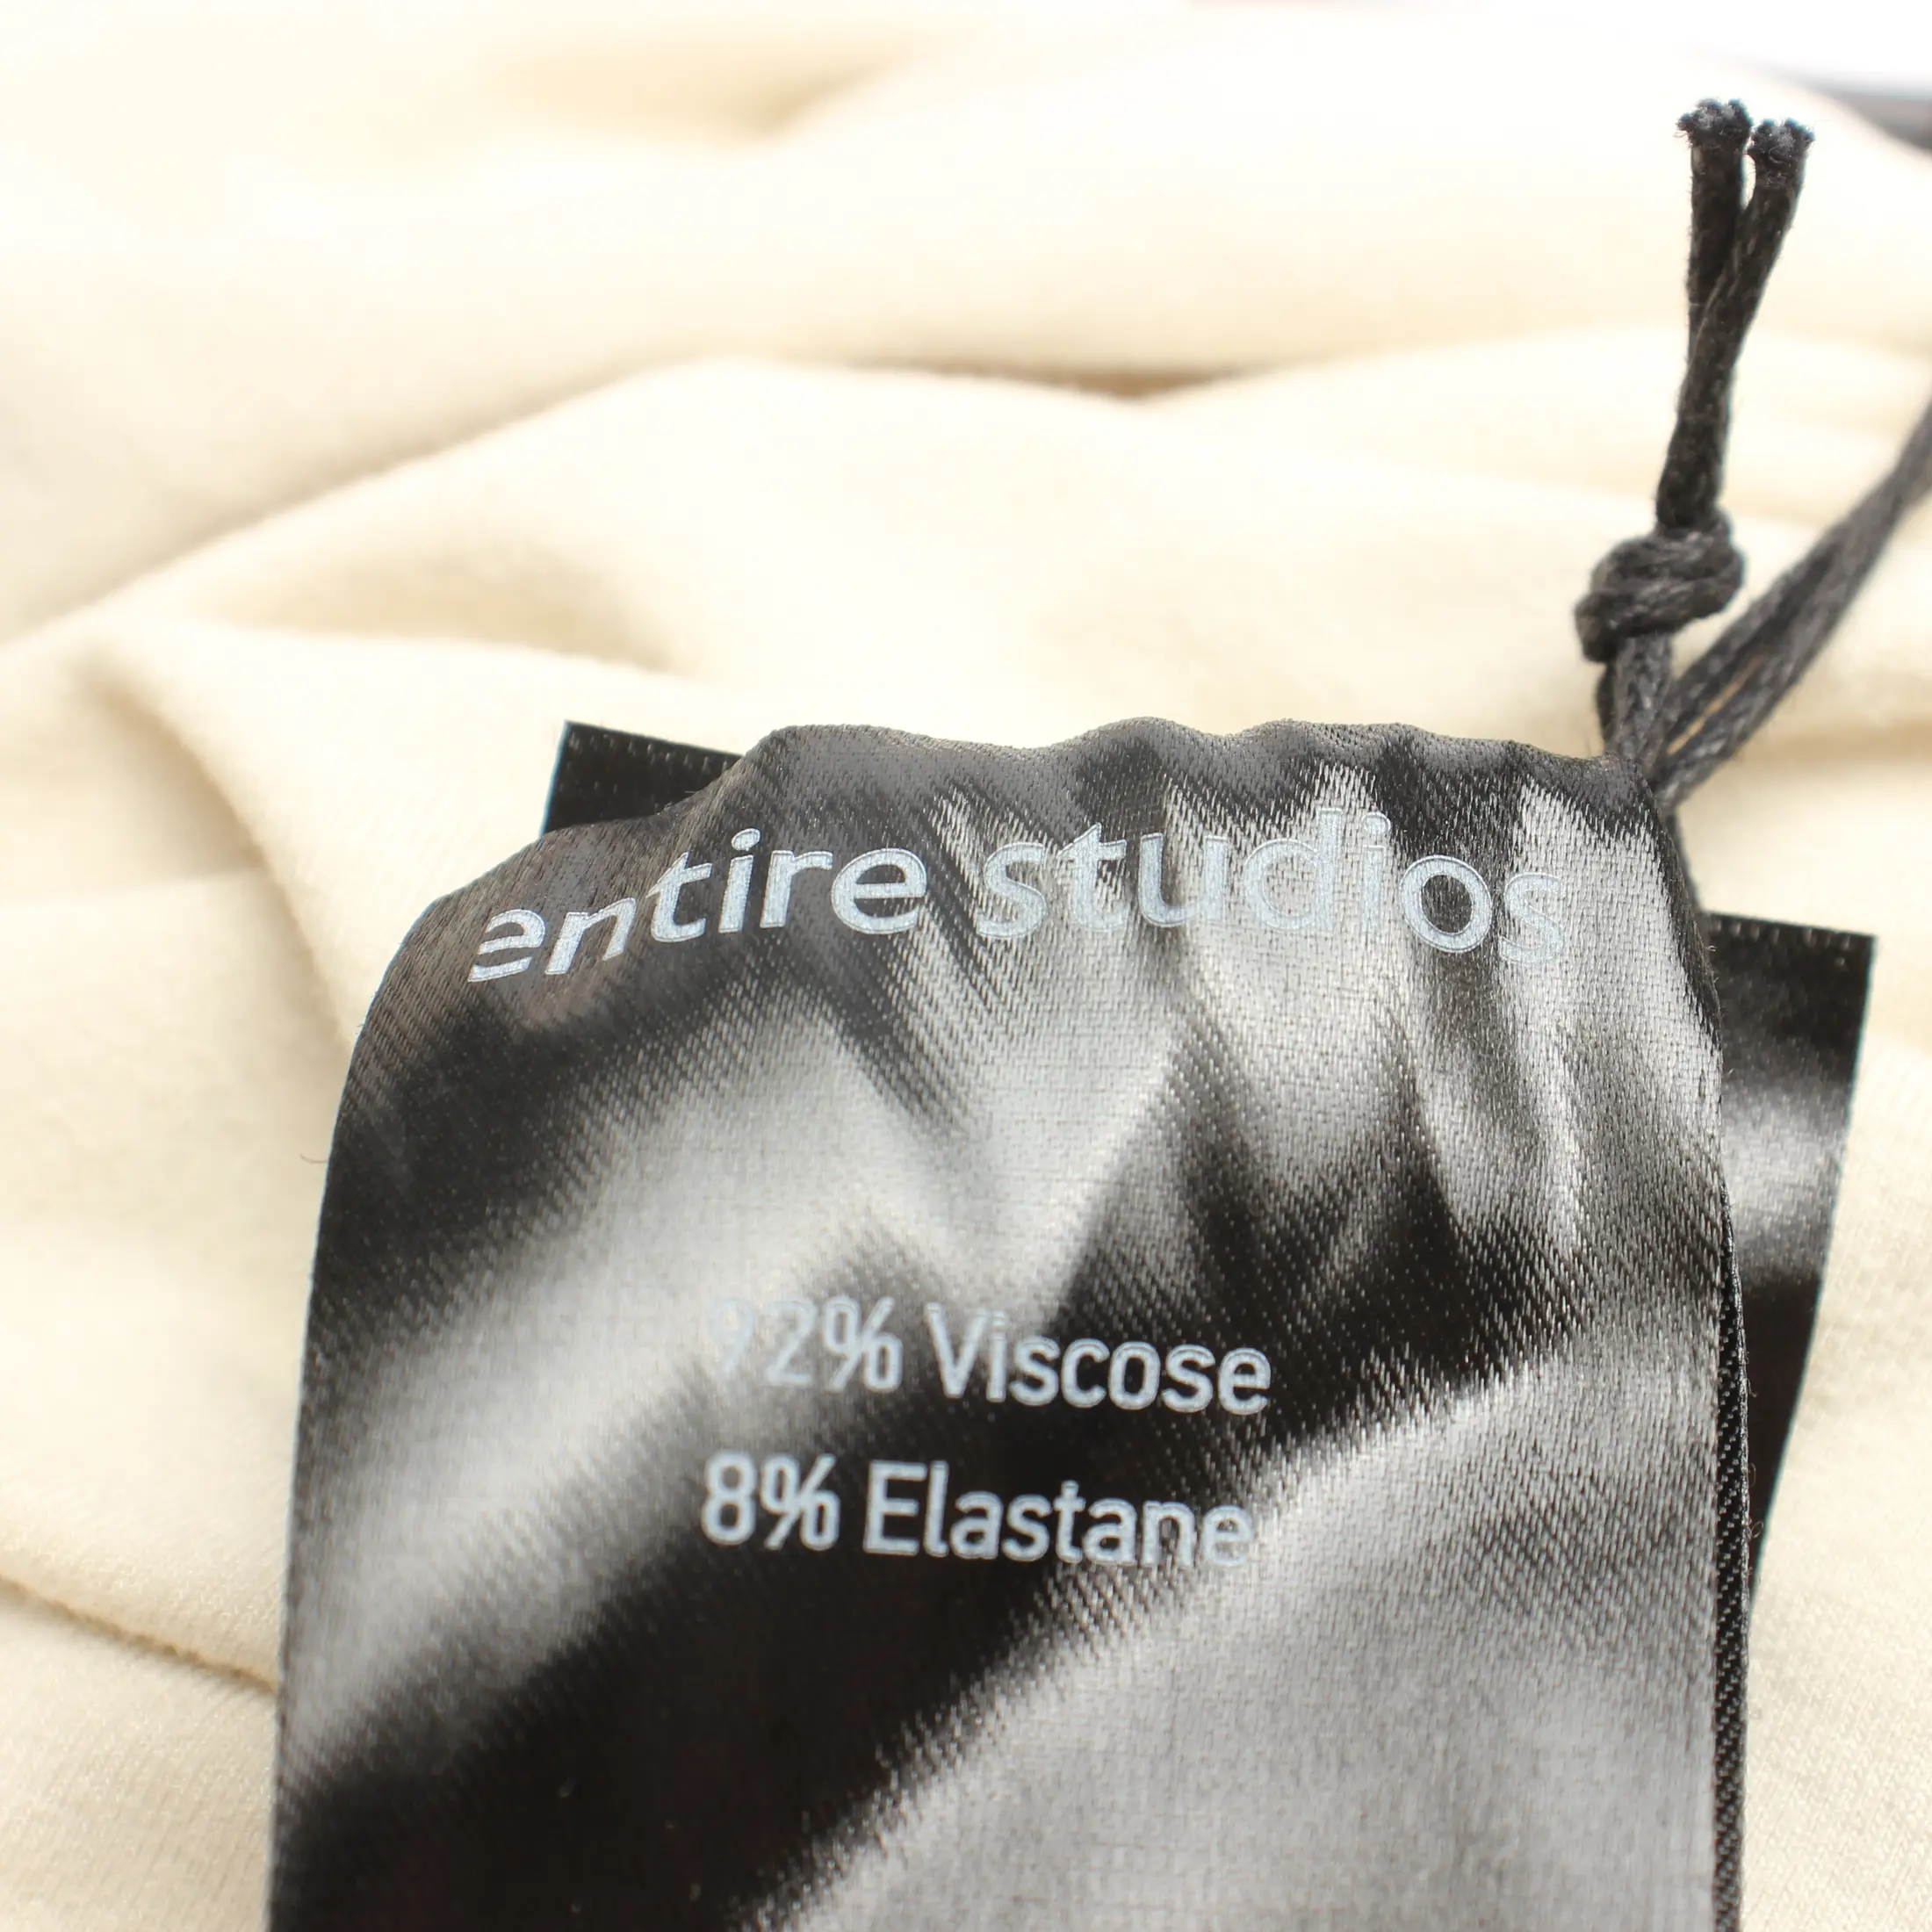 entire studios
92% Viscose
8% Elastane